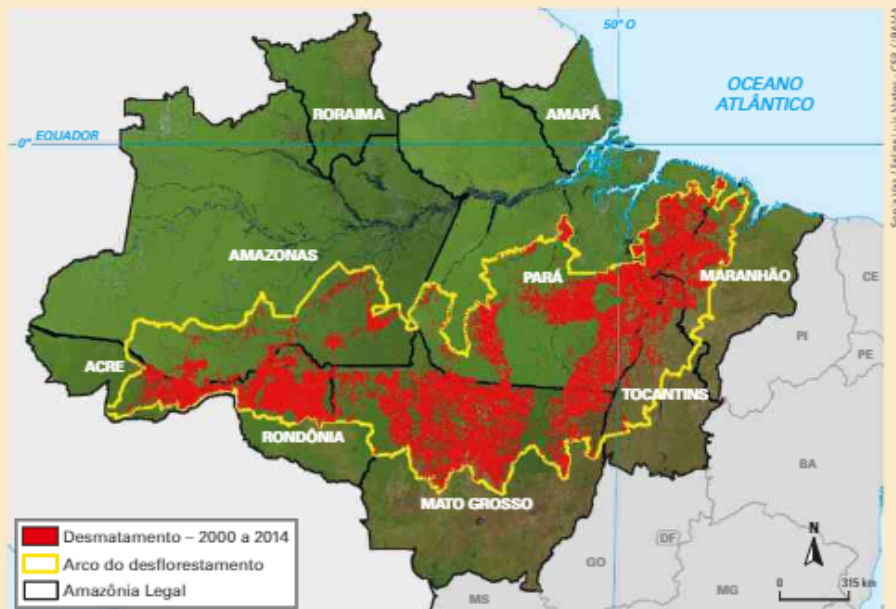 50° O
OCEANO
ATLÂNTICO
RORAIMA
AMAPÁ
0° EQUADOR
AMAZONAS
PARÁ
MARANHÃO
CE
PI
PE
ACRE
TOCANTINS
RONDÔNIA
BA
MATO GROSSO
Desmatamento – 2000 a 2014
Arco do desflorestamento
Amazônia Legal
GO
DF
N
0
315 km
MS
MG